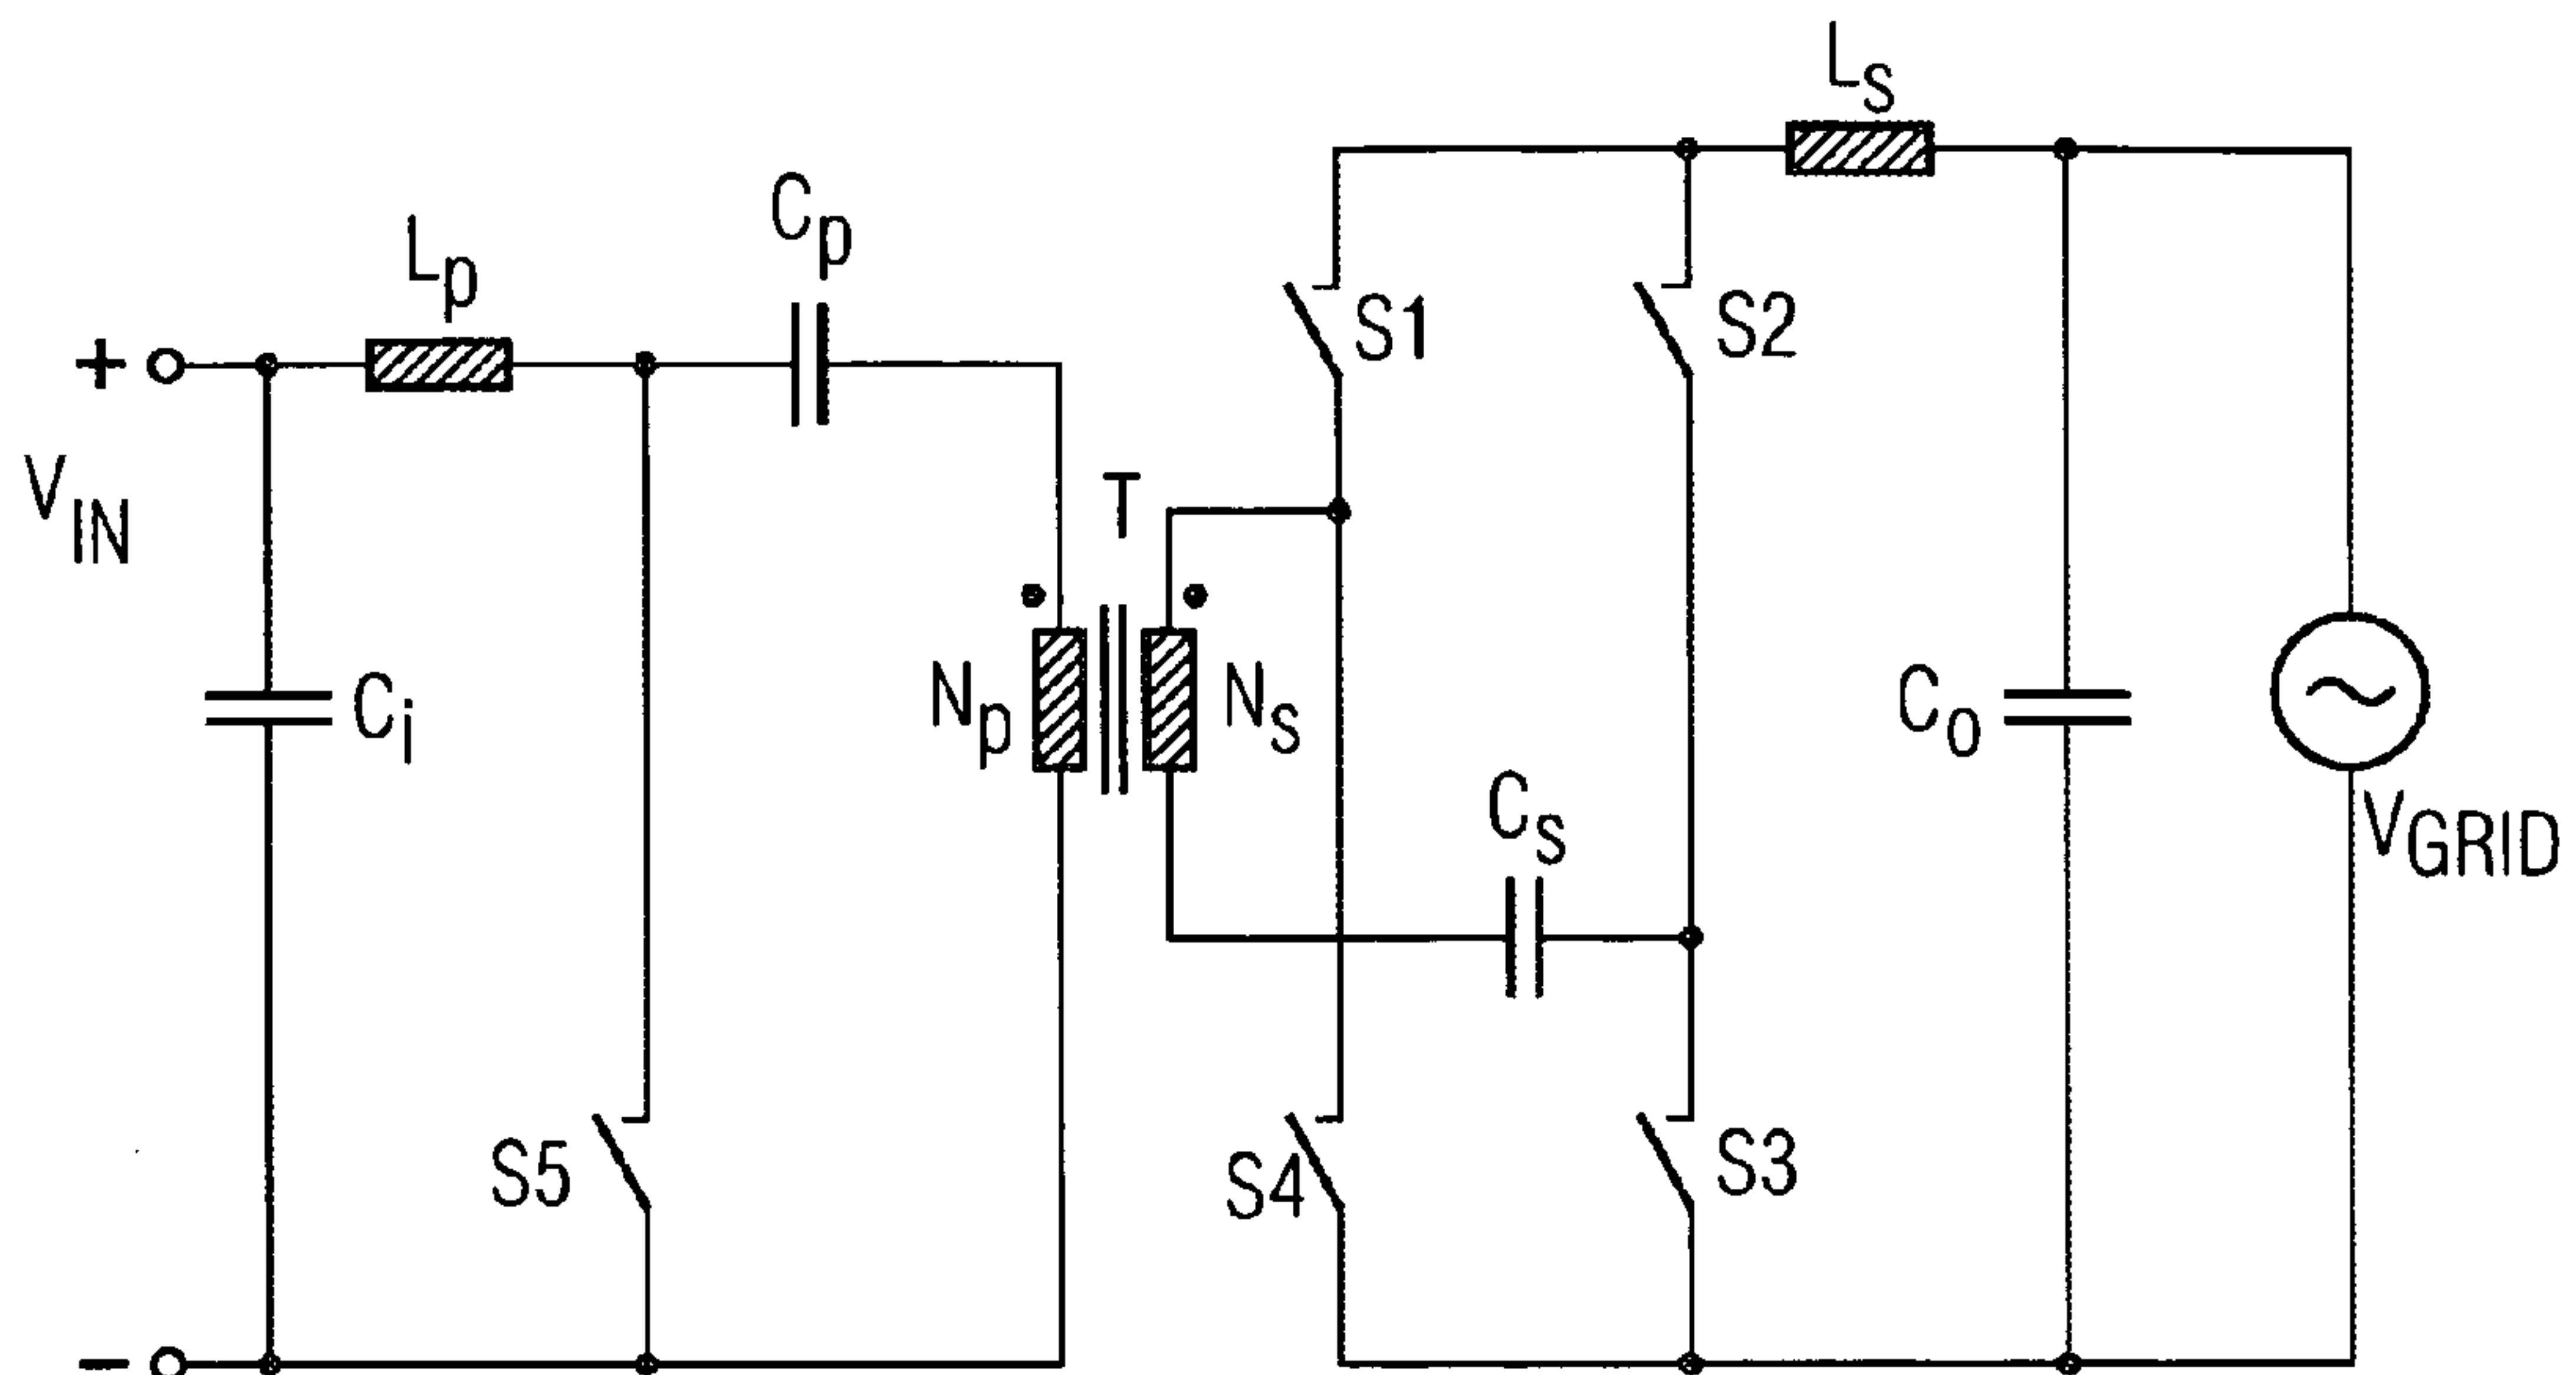 L_s
C_p
L_p
+
S1
S2
V_IN
T
C_i
N_p
N_s
C_o
C_s
V_GRID
S5
S4
S3
−